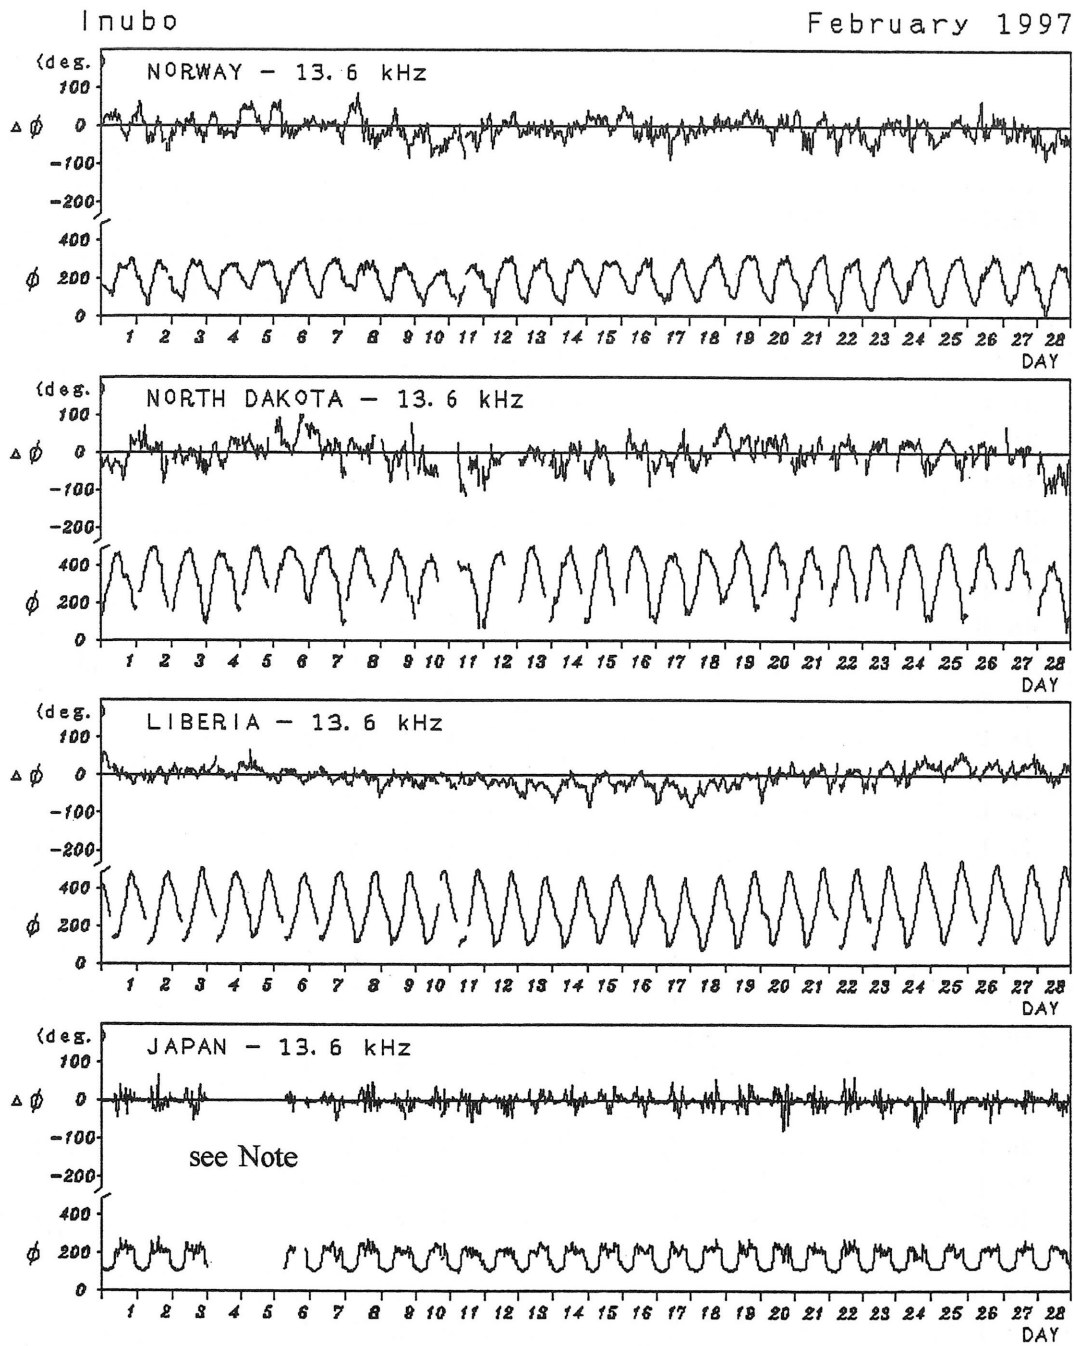 Inubo February 1997
(deg.)
NORWAY - 13.6 kHz
100
Δϕ 0
-100
-200
400
ϕ 200
0
1 2 3 4 5 6 7 8 9 10 11 12 13 14 15 16 17 18 19 20 21 22 23 24 25 26 27 28
DAY
(deg.)
NORTH DAKOTA - 13.6 kHz
100
Δϕ 0
-100
-200
400
ϕ 200
0
1 2 3 4 5 6 7 8 9 10 11 12 13 14 15 16 17 18 19 20 21 22 23 24 25 26 27 28
DAY
(deg.)
LIBERIA - 13.6 kHz
100
Δϕ 0
-100
-200
400
ϕ 200
0
1 2 3 4 5 6 7 8 9 10 11 12 13 14 15 16 17 18 19 20 21 22 23 24 25 26 27 28
DAY
(deg.)
JAPAN - 13.6 kHz
100
Δϕ 0
-100
see Note
-200
400
ϕ 200
0
1 2 3 4 5 6 7 8 9 10 11 12 13 14 15 16 17 18 19 20 21 22 23 24 25 26 27 28
DAY